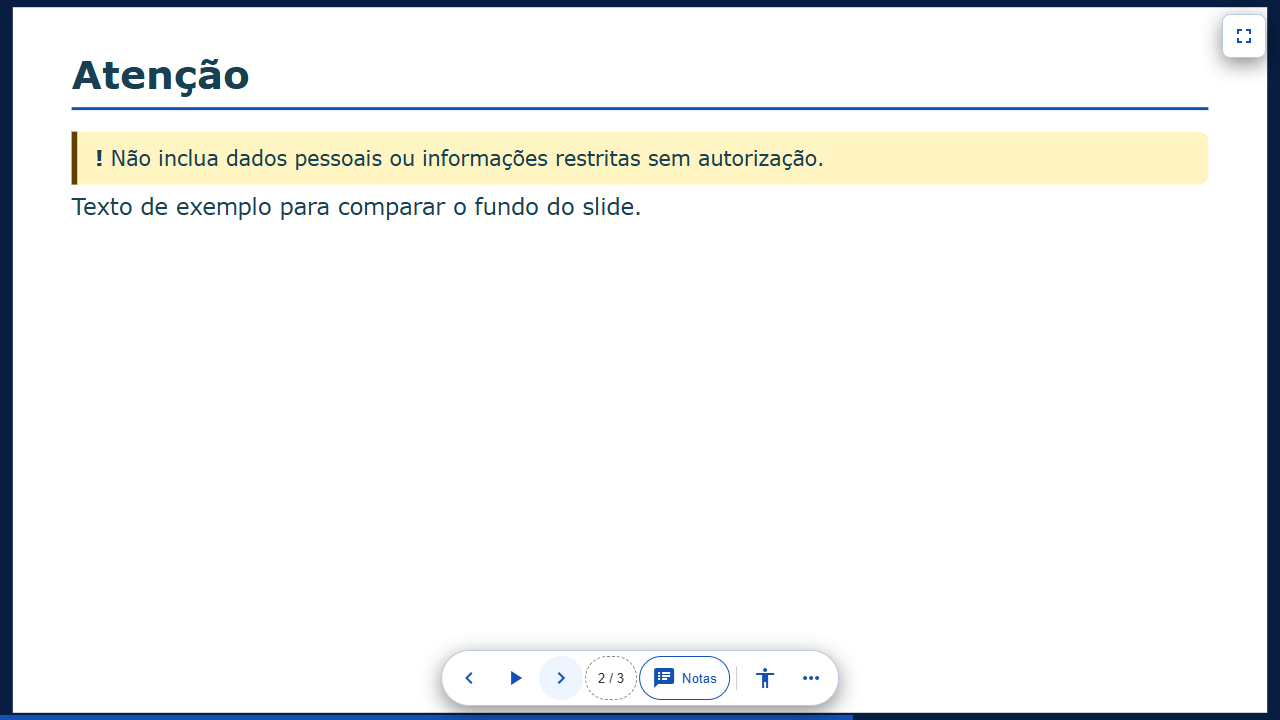 Atenção
! Não inclua dados pessoais ou informações restritas sem autorização.
Texto de exemplo para comparar o fundo do slide.
2 / 3
Notas